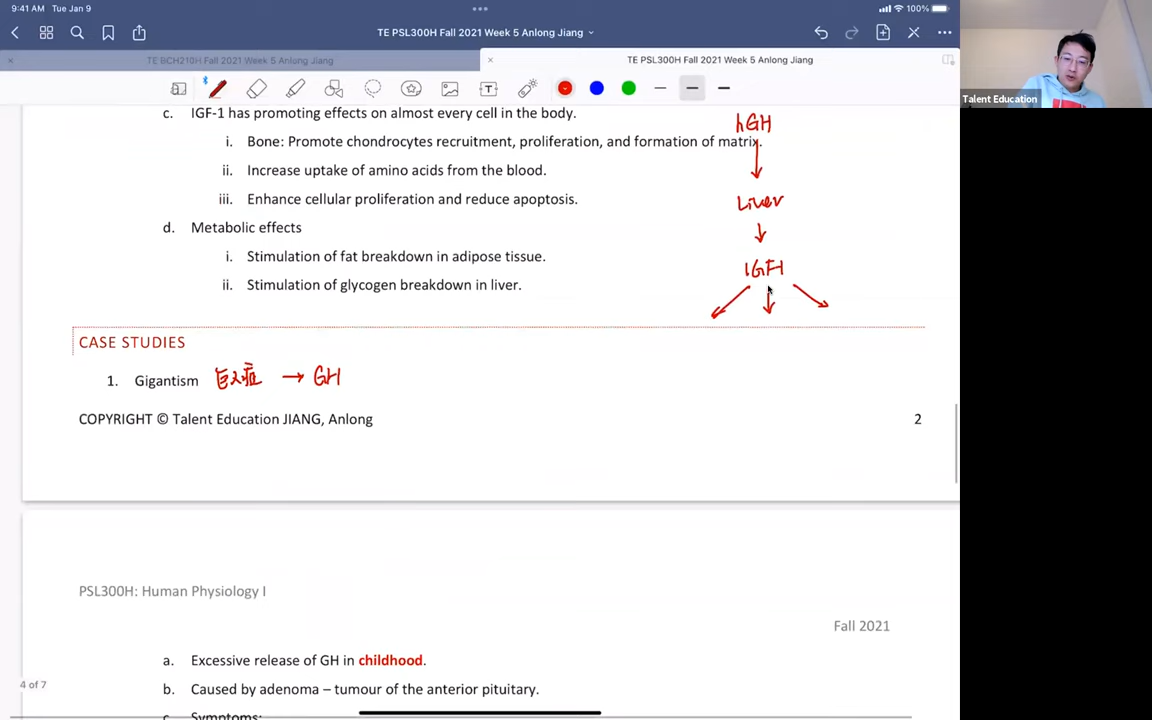 9:41 AM Tue Jan 9
100%
TE PSL300H Fall 2021 Week 5 Anlong Jiang
TE BCH210H Fall 2021 Week 5 Anlong Jiang
TE PSL300H Fall 2021 Week 5 Anlong Jiang
Talent Education
c. IGF-1 has promoting effects on almost every cell in the body.
hGH
i. Bone: Promote chondrocytes recruitment, proliferation, and formation of matrix.
ii. Increase uptake of amino acids from the blood.
iii. Enhance cellular proliferation and reduce apoptosis.
Liver
d. Metabolic effects
i. Stimulation of fat breakdown in adipose tissue.
IGF1
ii. Stimulation of glycogen breakdown in liver.
CASE STUDIES
1. Gigantism 巨人症 → GH
COPYRIGHT © Talent Education JIANG, Anlong
2
PSL300H: Human Physiology I
Fall 2021
a. Excessive release of GH in childhood.
4 of 7
b. Caused by adenoma – tumour of the anterior pituitary.
c. Symptoms: